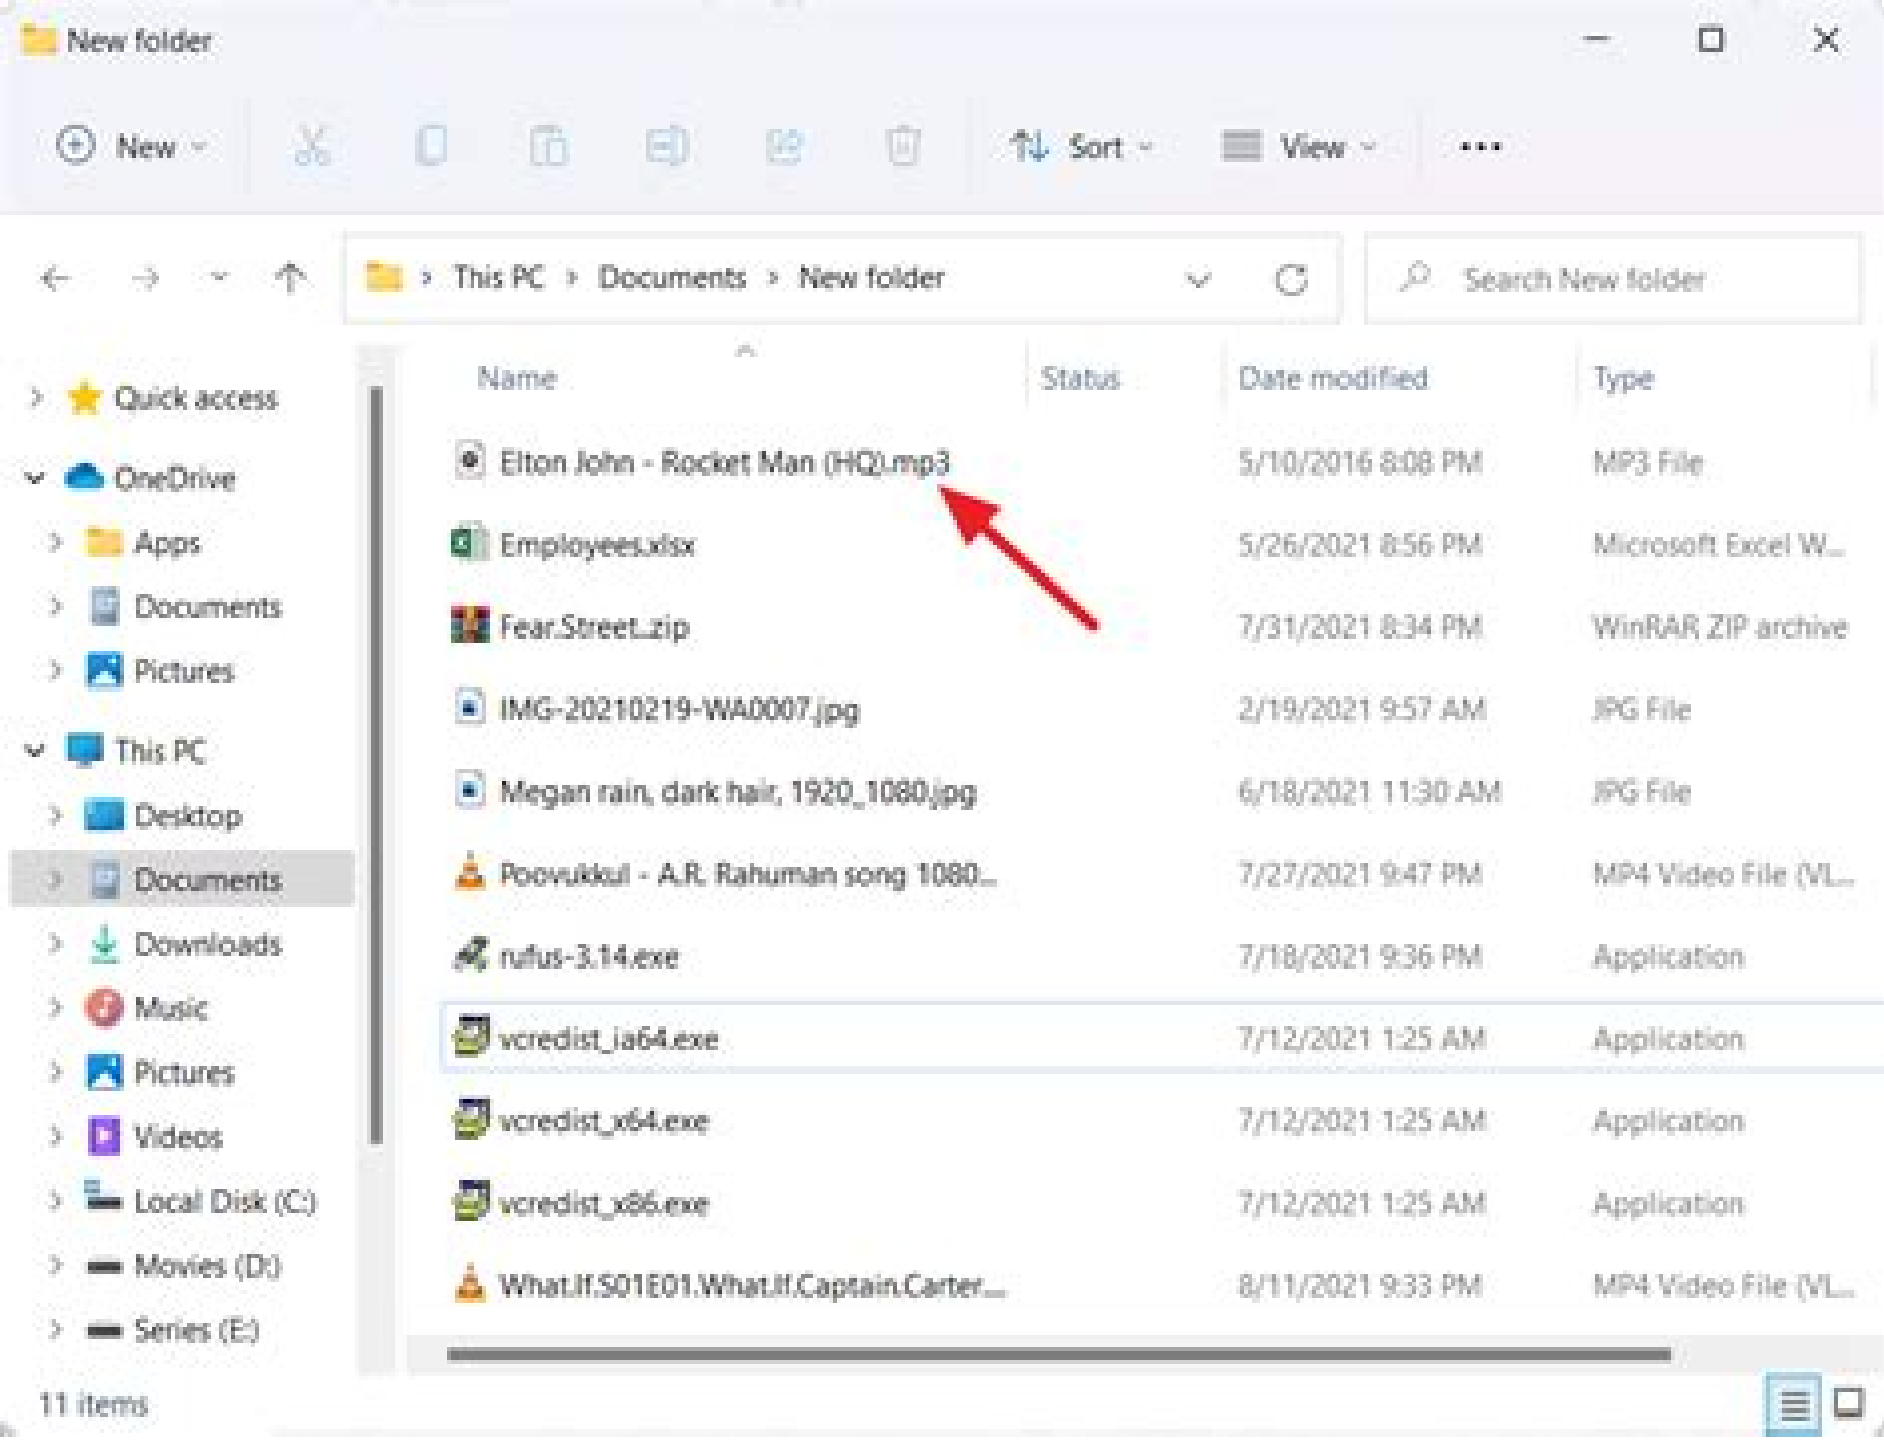 New folder
New
Sort
View
This PC > Documents > New folder
Search New folder
Name Status Date modified Type
Quick access
OneDrive
Apps
Documents
Pictures
This PC
Desktop
Documents
Downloads
Music
Pictures
Videos
Local Disk (C:)
Movies (D:)
Series (E:)
Elton John - Rocket Man (HQ).mp3 5/10/2016 8:08 PM MP3 File
Employees.xlsx 5/26/2021 8:56 PM Microsoft Excel W...
Fear.Street..zip 7/31/2021 8:34 PM WinRAR ZIP archive
IMG-20210219-WA0007.jpg 2/19/2021 9:57 AM JPG File
Megan rain, dark hair, 1920_1080.jpg 6/18/2021 11:30 AM JPG File
Poovukkul - A.R. Rahuman song 1080... 7/27/2021 9:47 PM MP4 Video File (VL...
rufus-3.14.exe 7/18/2021 9:36 PM Application
vcredist_ia64.exe 7/12/2021 1:25 AM Application
vcredist_x64.exe 7/12/2021 1:25 AM Application
vcredist_x86.exe 7/12/2021 1:25 AM Application
What.If.S01E01.What.If.Captain.Carter.... 8/11/2021 9:33 PM MP4 Video File (VL...
11 items